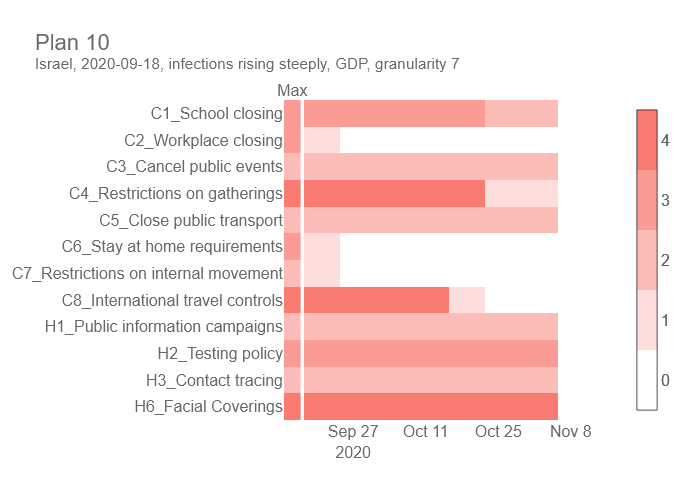 Plan 10
Israel, 2020-09-18, infections rising steeply, GDP, granularity 7
Max
C1_School closing
C2_Workplace closing
C3_Cancel public events
C4_Restrictions on gatherings
C5_Close public transport
C6_Stay at home requirements
C7_Restrictions on internal movement
C8_International travel controls
H1_Public information campaigns
H2_Testing policy
H3_Contact tracing
H6_Facial Coverings
Sep 27 Oct 11 Oct 25 Nov 8
2020
4
3
2
1
0